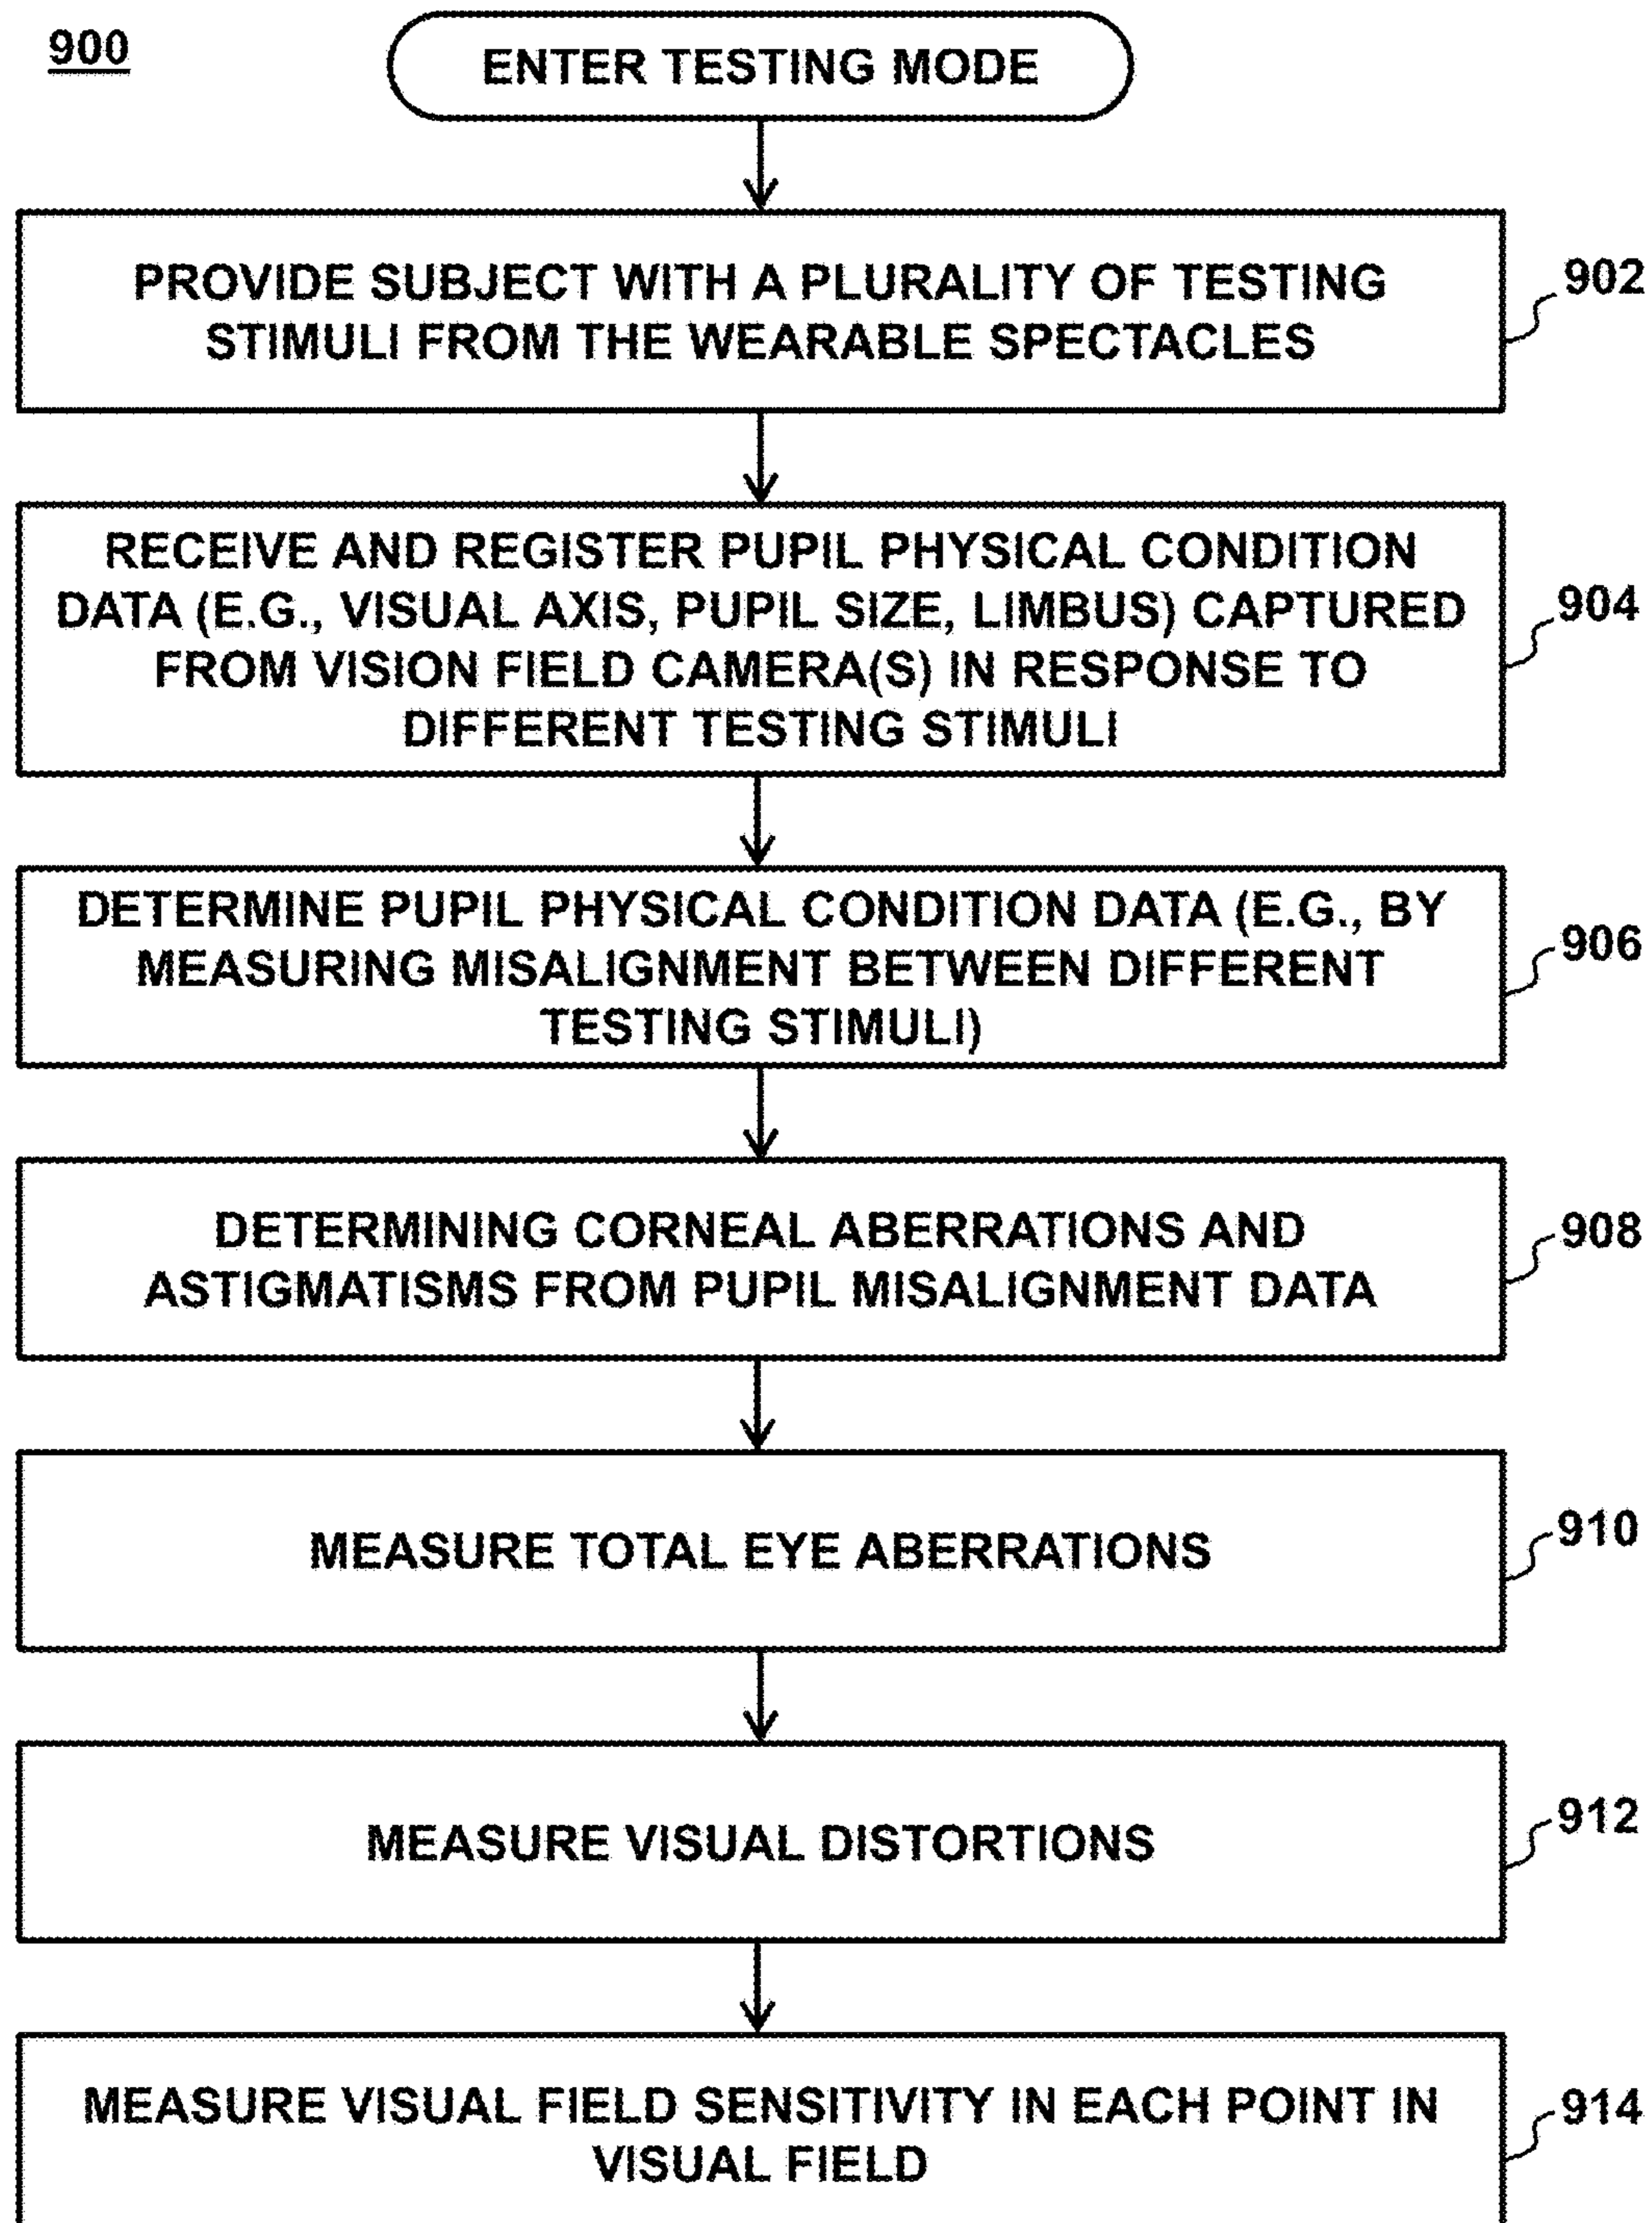 900
ENTER TESTING MODE
PROVIDE SUBJECT WITH A PLURALITY OF TESTING
STIMULI FROM THE WEARABLE SPECTACLES
902
RECEIVE AND REGISTER PUPIL PHYSICAL CONDITION
DATA (E.G., VISUAL AXIS, PUPIL SIZE, LIMBUS) CAPTURED
FROM VISION FIELD CAMERA(S) IN RESPONSE TO
DIFFERENT TESTING STIMULI
904
DETERMINE PUPIL PHYSICAL CONDITION DATA (E.G., BY
MEASURING MISALIGNMENT BETWEEN DIFFERENT
TESTING STIMULI)
906
DETERMINING CORNEAL ABERRATIONS AND
ASTIGMATISMS FROM PUPIL MISALIGNMENT DATA
908
MEASURE TOTAL EYE ABERRATIONS
910
MEASURE VISUAL DISTORTIONS
912
MEASURE VISUAL FIELD SENSITIVITY IN EACH POINT IN
VISUAL FIELD
914